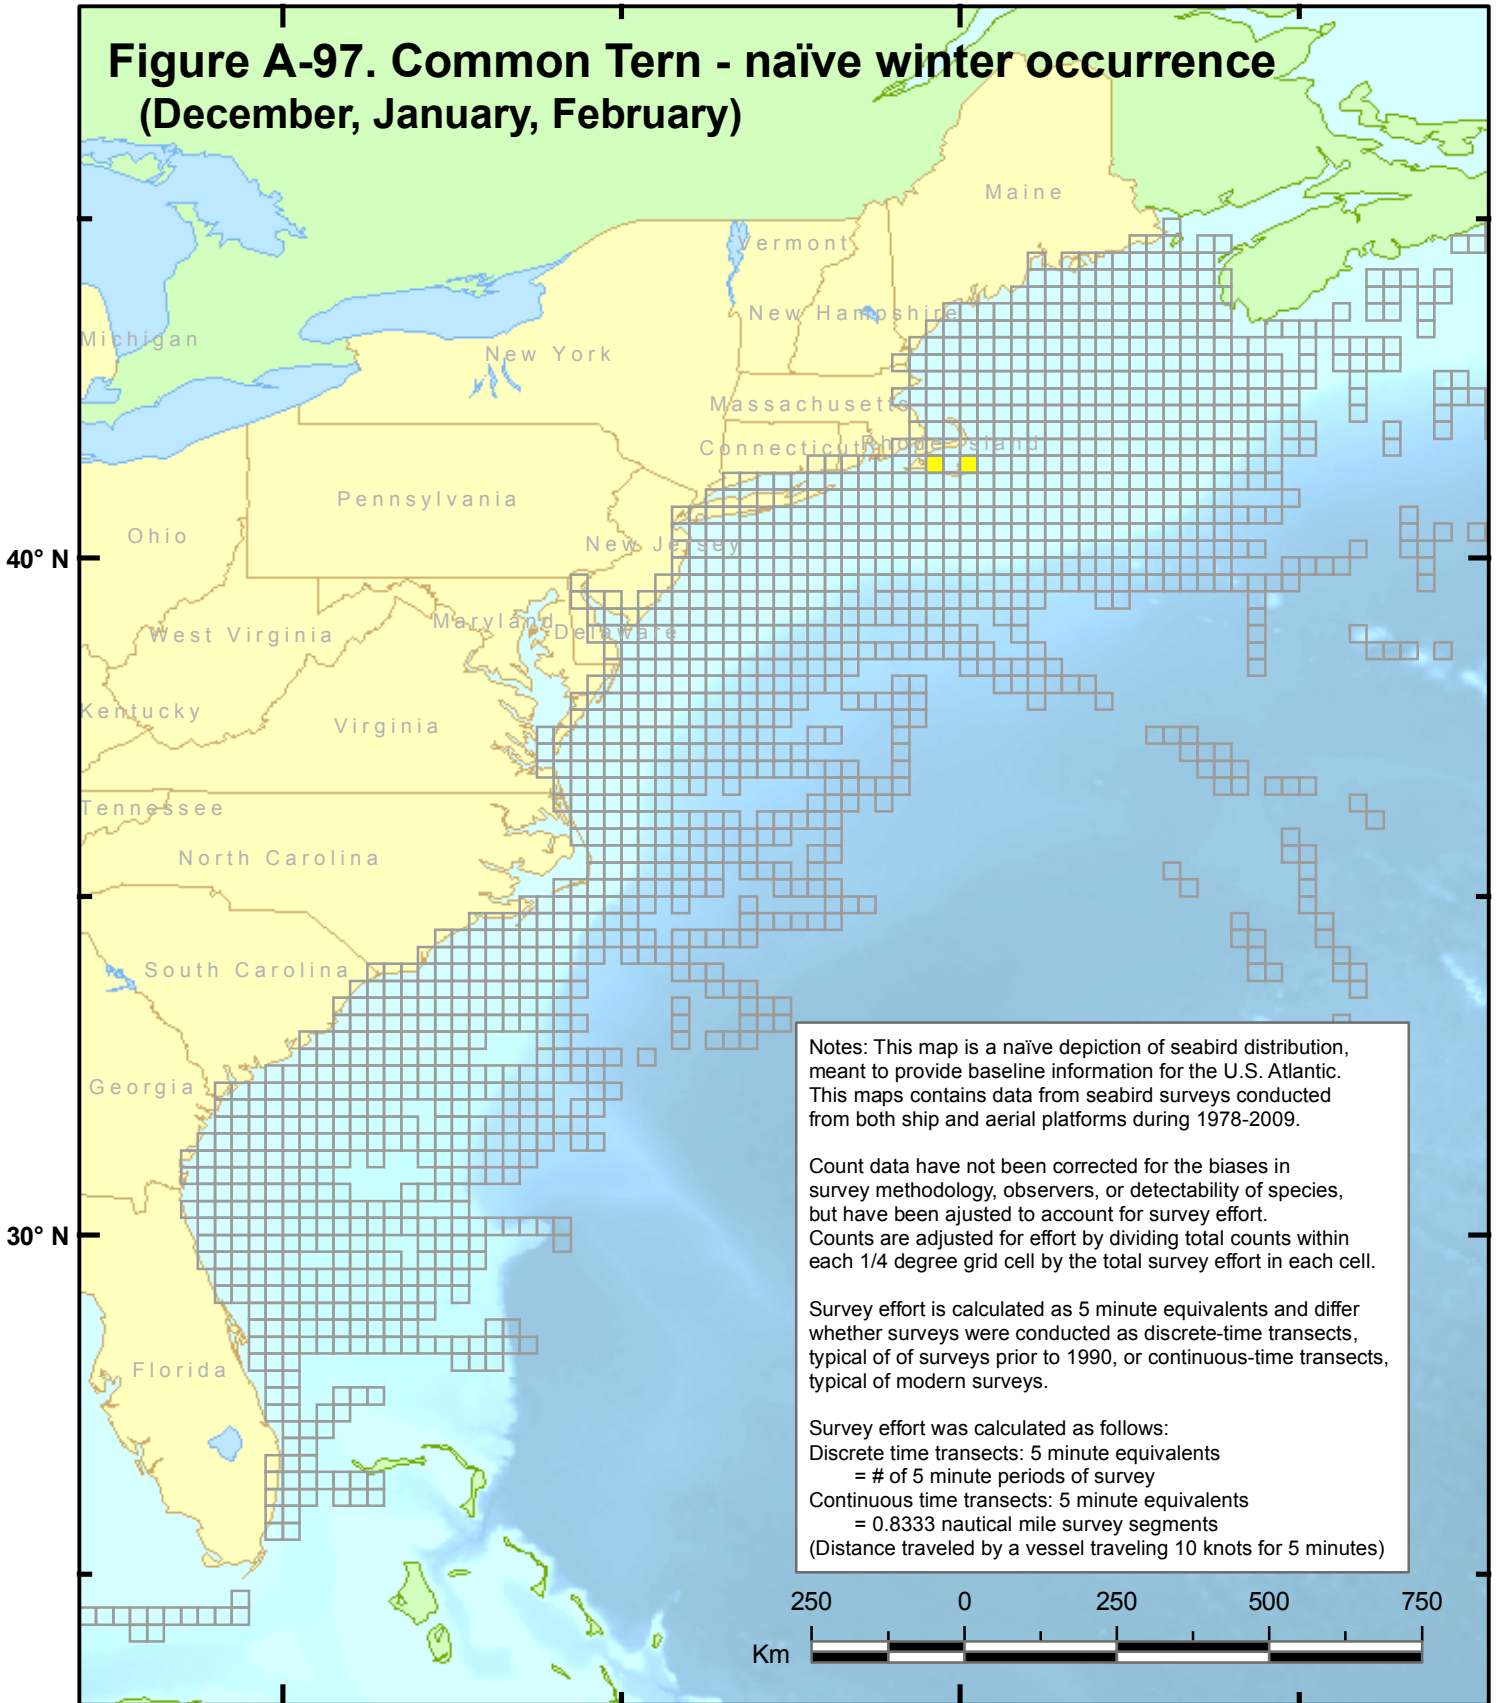 Figure A-97. Common Tern - naïve winter occurrence
(December, January, February)
Maine
Vermont
New Hampshire
Michigan
New York
Massachusetts
Connecticut
Rhode Island
Pennsylvania
Ohio
New Jersey
40° N
Maryland
Delaware
West Virginia
Kentucky
Virginia
Tennessee
North Carolina
South Carolina
Georgia
30° N
Florida
Notes: This map is a naïve depiction of seabird distribution,
meant to provide baseline information for the U.S. Atlantic.
This maps contains data from seabird surveys conducted
from both ship and aerial platforms during 1978-2009.
Count data have not been corrected for the biases in
survey methodology, observers, or detectability of species,
but have been ajusted to account for survey effort.
Counts are adjusted for effort by dividing total counts within
each 1/4 degree grid cell by the total survey effort in each cell.
Survey effort is calculated as 5 minute equivalents and differ
whether surveys were conducted as discrete-time transects,
typical of of surveys prior to 1990, or continuous-time transects,
typical of modern surveys.
Survey effort was calculated as follows:
Discrete time transects: 5 minute equivalents
= # of 5 minute periods of survey
Continuous time transects: 5 minute equivalents
= 0.8333 nautical mile survey segments
(Distance traveled by a vessel traveling 10 knots for 5 minutes)
250 0 250 500 750
Km